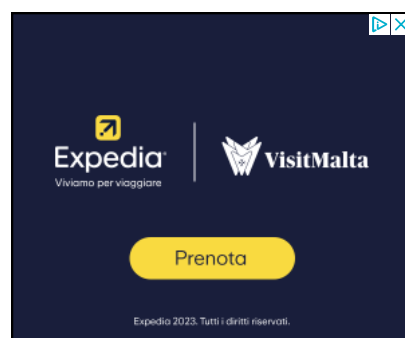 Expedia
Viviamo per viaggiare
VisitMalta
Prenota
Expedia 2023. Tutti i diritti riservati.